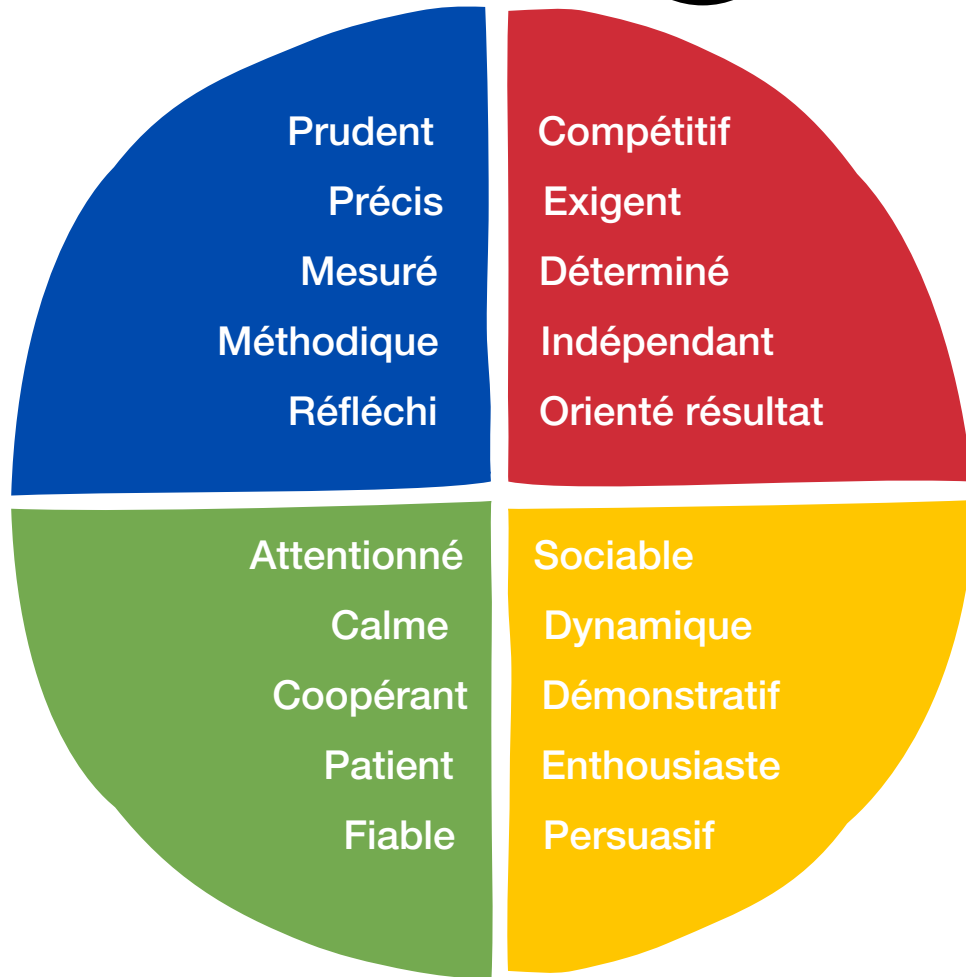 Prudent
Précis
Mesuré
Méthodique
Réfléchi
Compétitif
Exigent
Déterminé
Indépendant
Orienté résultat
Attentionné
Calme
Coopérant
Patient
Fiable
Sociable
Dynamique
Démonstratif
Enthousiaste
Persuasif